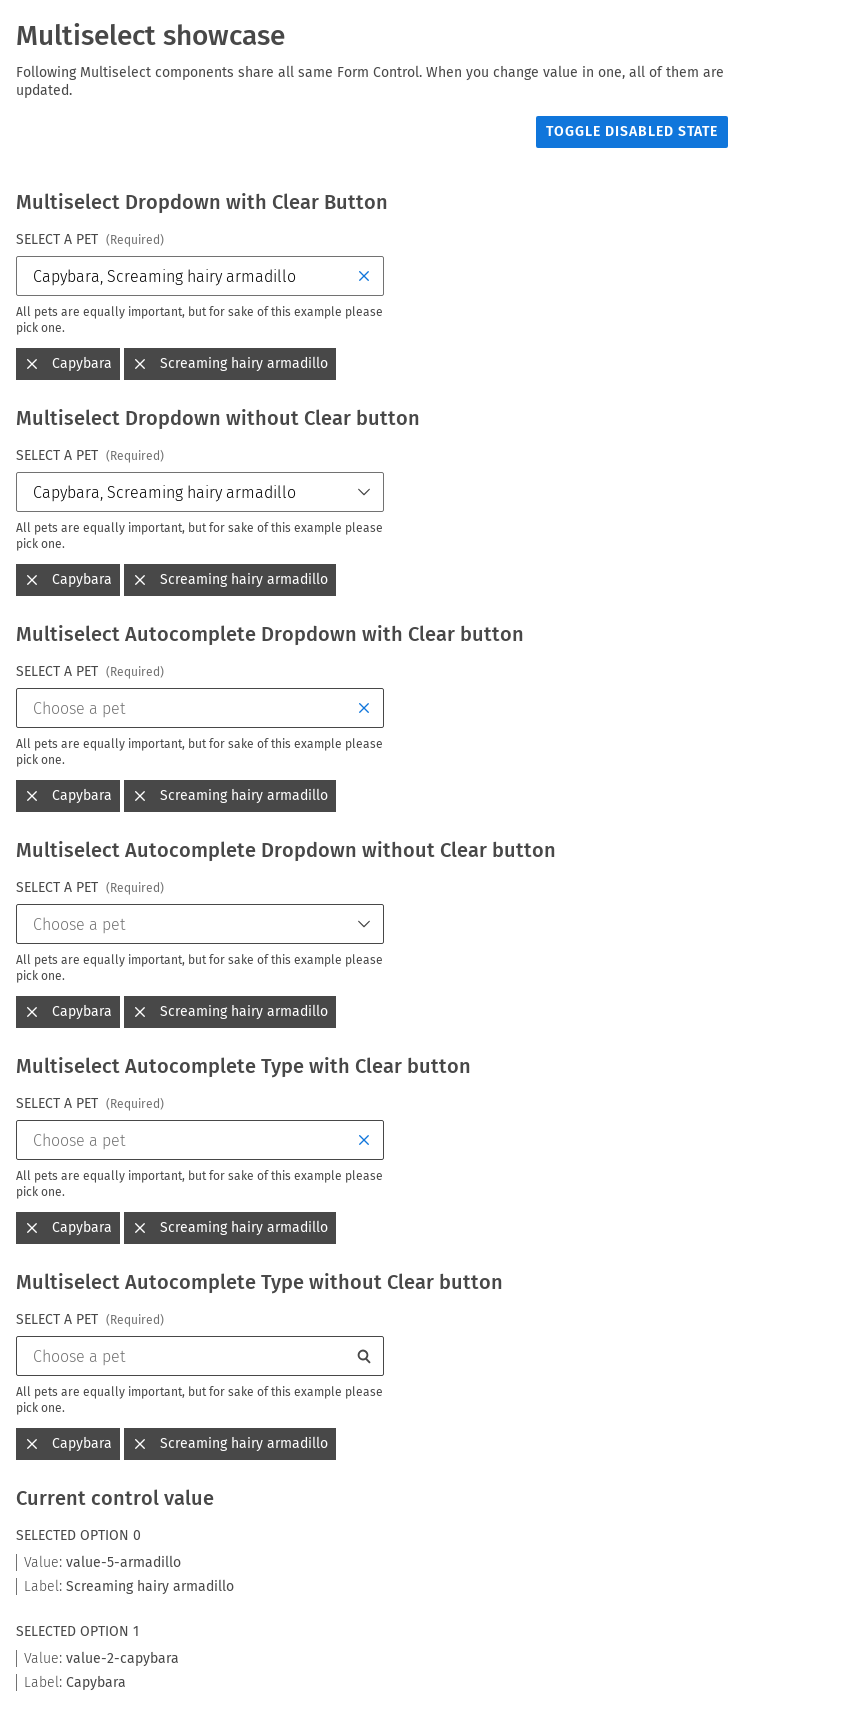 Multiselect showcase
Following Multiselect components share all same Form Control. When you change value in one, all of them are
updated.
TOGGLE DISABLED STATE
Multiselect Dropdown with Clear Button
SELECT A PET (Required)
Capybara, Screaming hairy armadillo
All pets are equally important, but for sake of this example please
pick one.
Capybara Screaming hairy armadillo
Multiselect Dropdown without Clear button
SELECT A PET (Required)
Capybara, Screaming hairy armadillo
All pets are equally important, but for sake of this example please
pick one.
Capybara Screaming hairy armadillo
Multiselect Autocomplete Dropdown with Clear button
SELECT A PET (Required)
Choose a pet
All pets are equally important, but for sake of this example please
pick one.
Capybara Screaming hairy armadillo
Multiselect Autocomplete Dropdown without Clear button
SELECT A PET (Required)
Choose a pet
All pets are equally important, but for sake of this example please
pick one.
Capybara Screaming hairy armadillo
Multiselect Autocomplete Type with Clear button
SELECT A PET (Required)
Choose a pet
All pets are equally important, but for sake of this example please
pick one.
Capybara Screaming hairy armadillo
Multiselect Autocomplete Type without Clear button
SELECT A PET (Required)
Choose a pet
All pets are equally important, but for sake of this example please
pick one.
Capybara Screaming hairy armadillo
Current control value
SELECTED OPTION 0
Value: value-5-armadillo
Label: Screaming hairy armadillo
SELECTED OPTION 1
Value: value-2-capybara
Label: Capybara